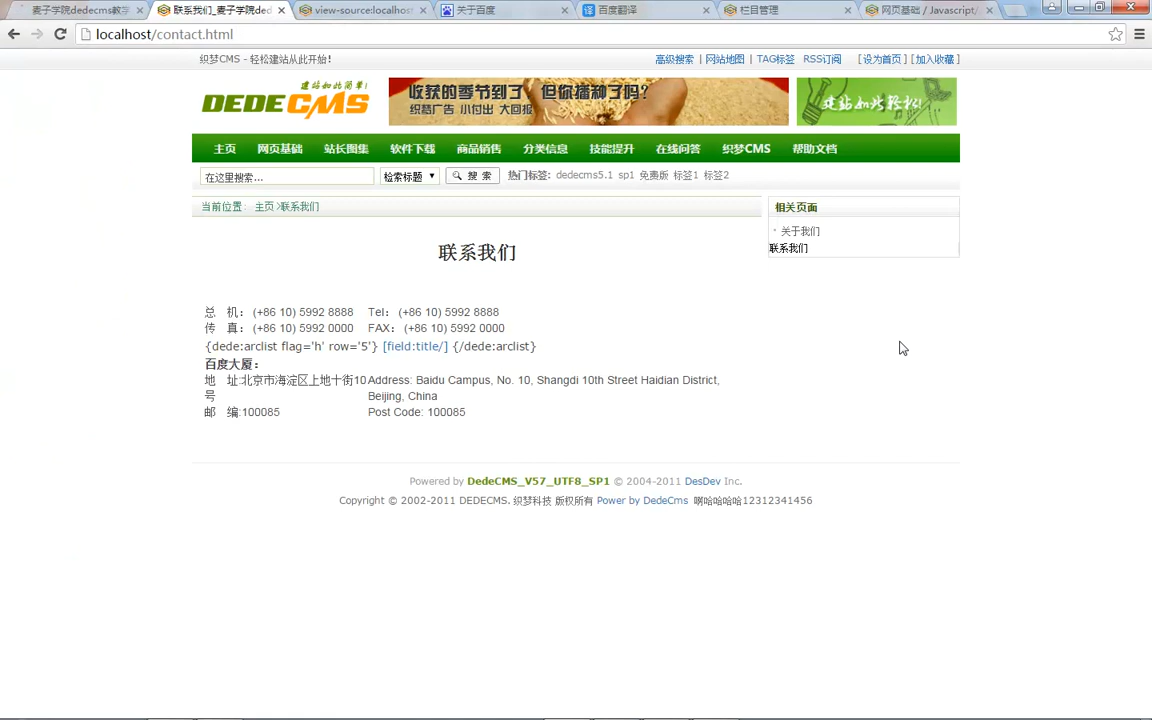 麦子学院dedecms教学 联系我们_麦子学院ded view-source:localhost 关于百度 百度翻译 栏目管理 网页基础 / Javascript/
localhost/contact.html
织梦CMS - 轻松建站从此开始! 高级搜索 | 网站地图 | TAG标签 RSS订阅 [设为首页] [加入收藏]
建站如此简单!
DEDECMS
收获的季节到了 但你播种了吗?
织梦广告 小付出 大回报
建站如此轻松!
主页 网页基础 站长图集 软件下载 商品销售 分类信息 技能提升 在线问答 织梦CMS 帮助文档
在这里搜索... 检索标题 搜 索 热门标签: dedecms5.1 sp1 免费版 标签1 标签2
当前位置: 主页 >联系我们
相关页面
· 关于我们
联系我们
联系我们
总 机: (+86 10) 5992 8888 Tel: (+86 10) 5992 8888
传 真: (+86 10) 5992 0000 FAX: (+86 10) 5992 0000
{dede:arclist flag='h' row='5'} [field:title/] {/dede:arclist}
百度大厦:
地 址:北京市海淀区上地十街10 Address: Baidu Campus, No. 10, Shangdi 10th Street Haidian District,
号 Beijing, China
邮 编:100085 Post Code: 100085
Powered by DedeCMS_V57_UTF8_SP1 © 2004-2011 DesDev Inc.
Copyright © 2002-2011 DEDECMS. 织梦科技 版权所有 Power by DedeCms 啊哈哈哈哈12312341456